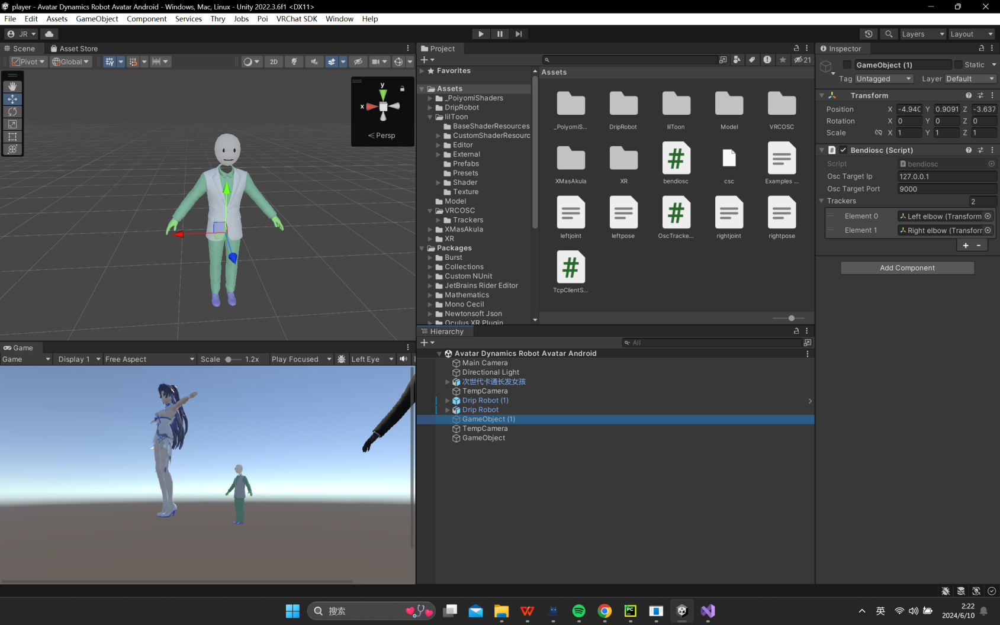 player - Avatar Dynamics Robot Avatar Android - Windows, Mac, Linux - Unity 2022.3.6f1 <DX11>
File Edit Assets GameObject Component Services Thry Jobs Poi VRChat SDK Window Help
JR Layers Layout
Scene Asset Store
Pivot Global 2D
y
x
Persp
Project
21
Favorites
Assets
_PoiyomiShaders
DripRobot
lilToon
BaseShaderResources
CustomShaderResourc
Editor
External
Prefabs
Presets
Shader
Texture
Model
VRCOSC
Trackers
XMasAkula
XR
Packages
Burst
Collections
Custom NUnit
JetBrains Rider Editor
Mathematics
Mono Cecil
Newtonsoft Json
Oculus XR Plugin
Assets
_PoiyomiS... DripRobot lilToon Model VRCOSC
XMasAkula XR bendiosc csc Examples ...
leftjoint leftpose OscTracke... rightjoint rightpose
TcpClientS...
Inspector
GameObject (1) Static
Tag Untagged Layer Default
Transform
Position X -4.940 Y 0.9091 Z -3.637
Rotation X 0 Y 0 Z 0
Scale X 1 Y 1 Z 1
# Bendiosc (Script)
Script bendiosc
Osc Target Ip 127.0.0.1
Osc Target Port 9000
Trackers 2
Element 0 Left elbow (Transform
Element 1 Right elbow (Transforr
+ -
Add Component
Hierarchy
All
Avatar Dynamics Robot Avatar Android
Main Camera
Directional Light
次世代卡通长发女孩
TempCamera
Drip Robot (1)
Drip Robot
GameObject (1)
TempCamera
GameObject
Game
Game Display 1 Free Aspect Scale 1.2x Play Focused Left Eye
搜索
PC
英
2:22
2024/6/10